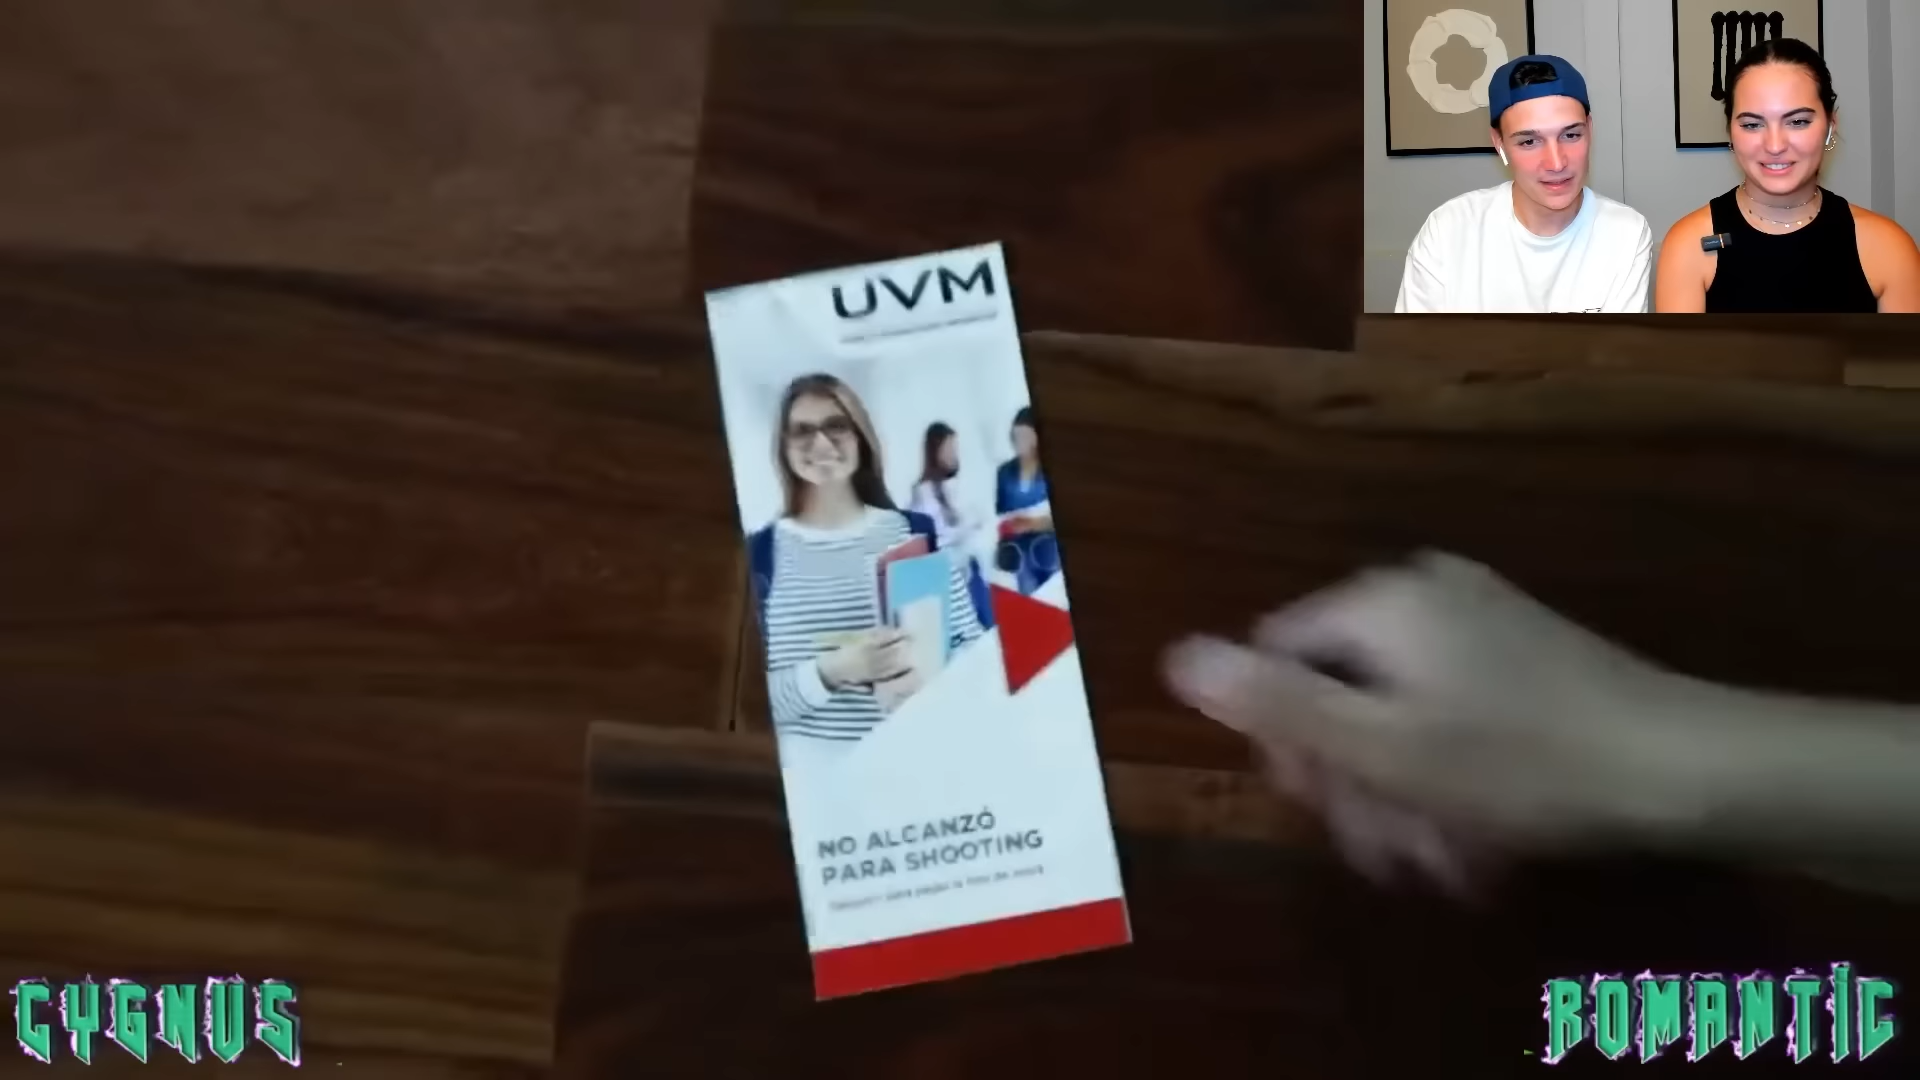 UVM
NO ALCANZÓ
PARA SHOOTING
CYGNUS
ROMANTIC